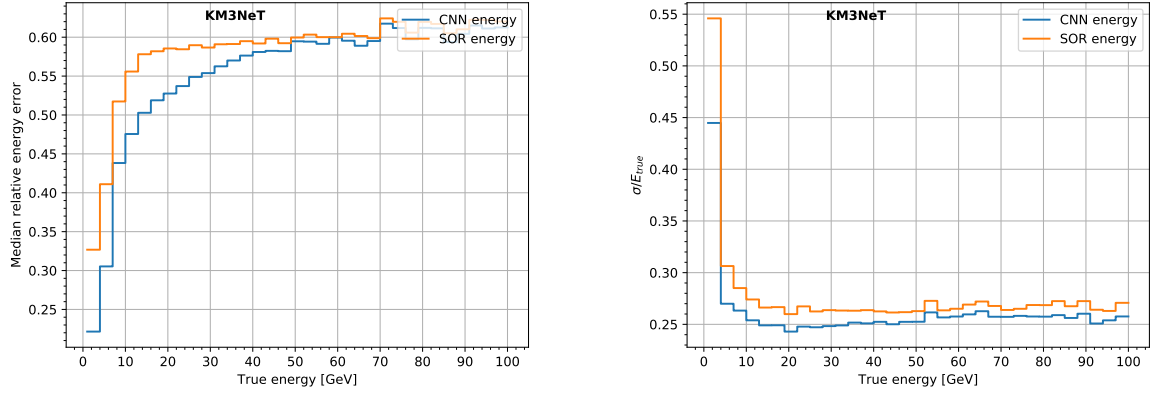 KM3NeT
CNN energy
SOR energy
0.60
0.55
0.50
0.45
0.40
0.35
0.30
0.25
Median relative energy error
0 10 20 30 40 50 60 70 80 90 100
True energy [GeV]
KM3NeT
CNN energy
SOR energy
0.55
0.50
0.45
0.40
0.35
0.30
0.25
σ/E_true
0 10 20 30 40 50 60 70 80 90 100
True energy [GeV]